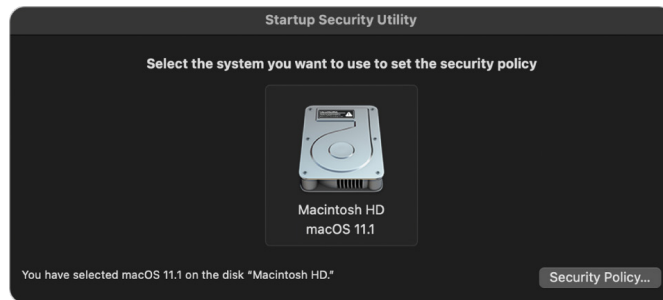 Startup Security Utility
Select the system you want to use to set the security policy
Macintosh HD
macOS 11.1
You have selected macOS 11.1 on the disk “Macintosh HD.”
Security Policy...